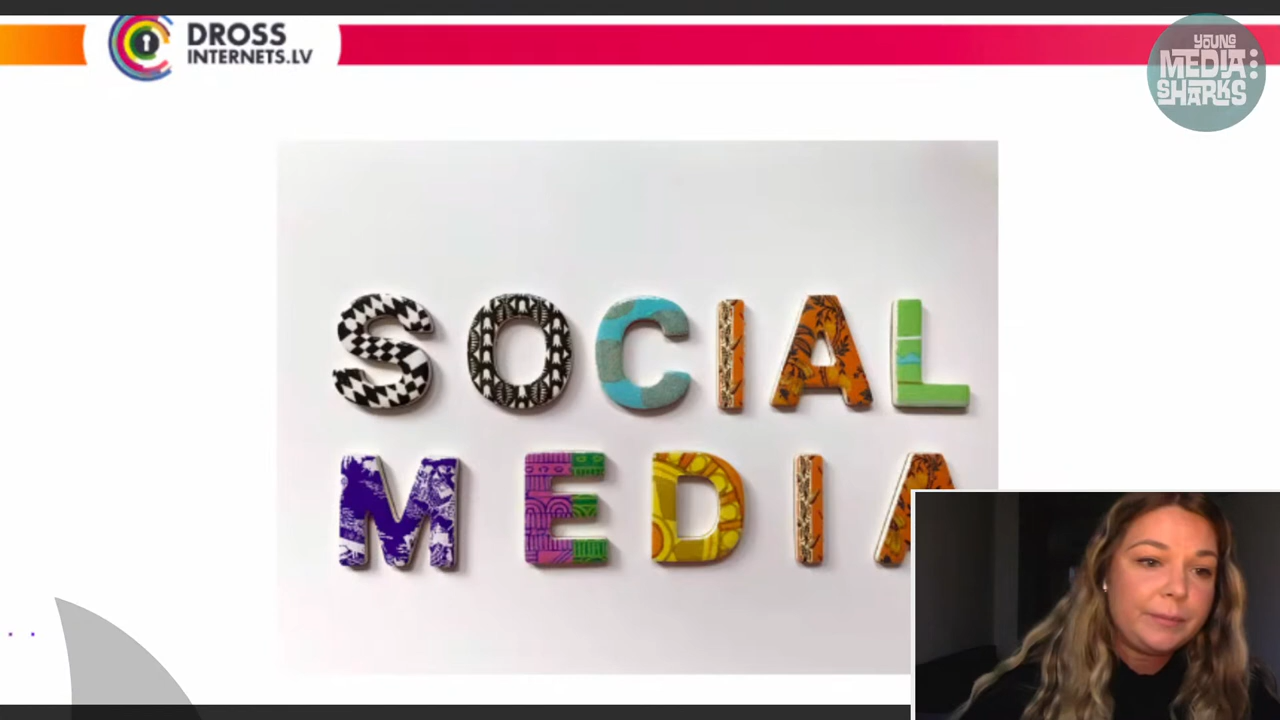 DROSS
INTERNETS.LV
YOUNG
MEDIA:
SHARKS
SOCIAL
MEDIA